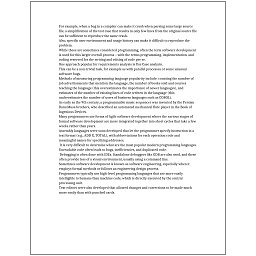 For example, when a bug in a compiler can make it crash when parsing some large source
file, a simplification of the test case that results in only few lines from the original source file
can be sufficient to reproduce the same crash.
Also, specific user environment and usage history can make it difficult to reproduce the
problem.
While these are sometimes considered programming, often the term software development
is used for this larger overall process – with the terms programming, implementation, and
coding reserved for the writing and editing of code per se.
One approach popular for requirements analysis is Use Case analysis.
This can be a non-trivial task, for example as with parallel processes or some unusual
software bugs.
Methods of measuring programming language popularity include: counting the number of
job advertisements that mention the language, the number of books sold and courses
teaching the language (this overestimates the importance of newer languages), and
estimates of the number of existing lines of code written in the language (this
underestimates the number of users of business languages such as COBOL).
As early as the 9th century, a programmable music sequencer was invented by the Persian
Banu Musa brothers, who described an automated mechanical flute player in the Book of
Ingenious Devices.
Many programmers use forms of Agile software development where the various stages of
formal software development are more integrated together into short cycles that take a few
weeks rather than years.
Assembly languages were soon developed that let the programmer specify instruction in a
text format (e.g., ADD X, TOTAL), with abbreviations for each operation code and
meaningful names for specifying addresses.
It is very difficult to determine what are the most popular modern programming languages.
Unreadable code often leads to bugs, inefficiencies, and duplicated code.
Debugging is often done with IDEs. Standalone debuggers like GDB are also used, and these
often provide less of a visual environment, usually using a command line.
Sometimes software development is known as software engineering, especially when it
employs formal methods or follows an engineering design process.
Programmers typically use high-level programming languages that are more easily
intelligible to humans than machine code, which is directly executed by the central
processing unit.
Text editors were also developed that allowed changes and corrections to be made much
more easily than with punched cards.